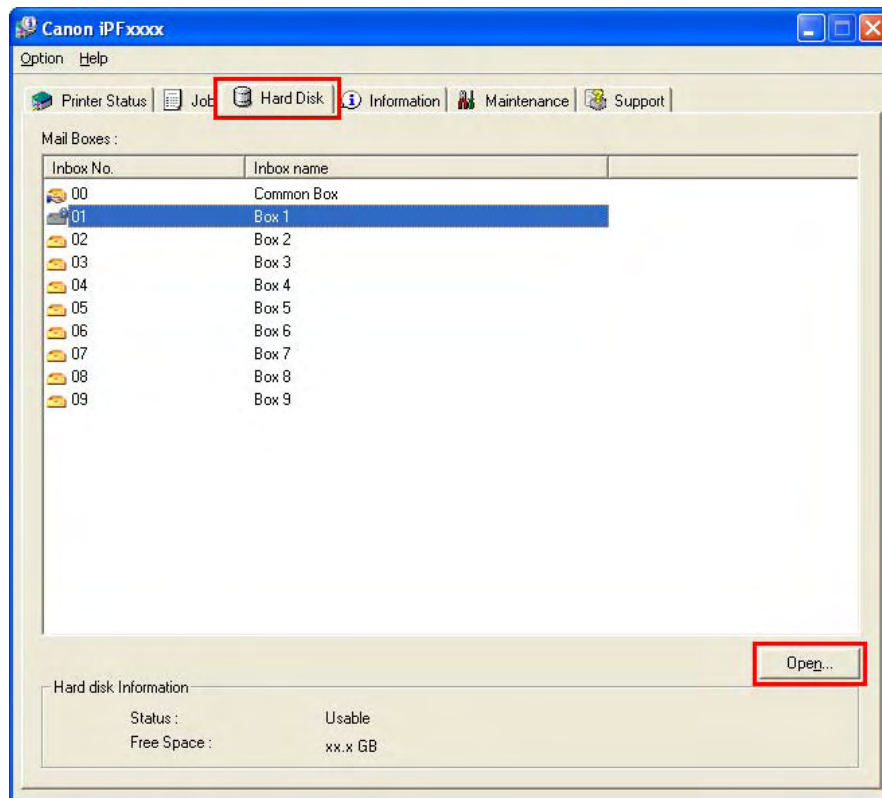 Canon iPFxxxx
Option Help
Printer Status Job Hard Disk Information Maintenance Support
Mail Boxes :
Inbox No. Inbox name
00 Common Box
01 Box 1
02 Box 2
03 Box 3
04 Box 4
05 Box 5
06 Box 6
07 Box 7
08 Box 8
09 Box 9
Open...
Hard disk Information
Status : Usable
Free Space : xx.x GB